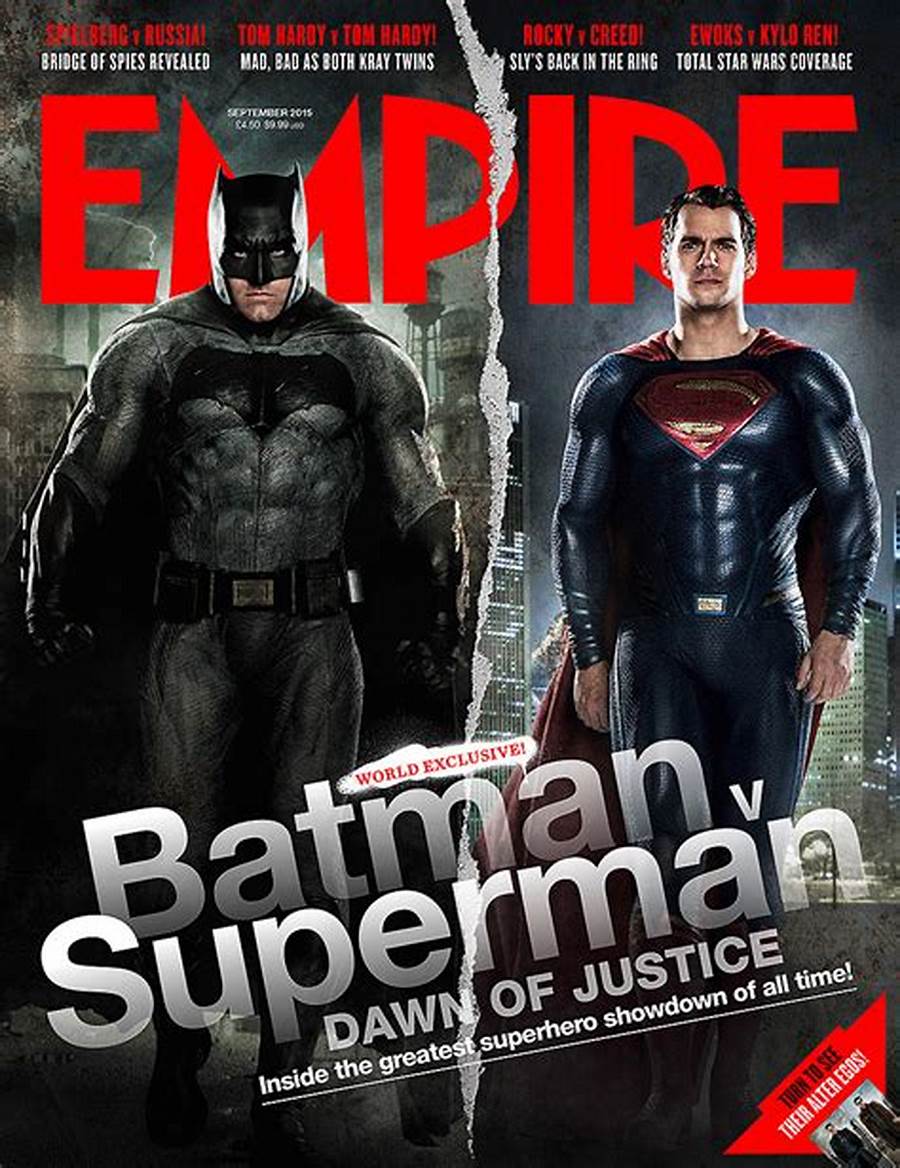 SPIELBERG v RUSSIA!
BRIDGE OF SPIES REVEALED
TOM HARDY v TOM HARDY!
MAD, BAD AS BOTH KRAY TWINS
ROCKY v CREED!
SLY'S BACK IN THE RING
EWOKS v KYLO REN!
TOTAL STAR WARS COVERAGE
EMPIRE
SEPTEMBER 2015
£4.50 $9.99 USD
WORLD EXCLUSIVE!
Batman v
Superman
DAWN OF JUSTICE
Inside the greatest superhero showdown of all time!
TURN TO SEE
THEIR ALTER EGOS!